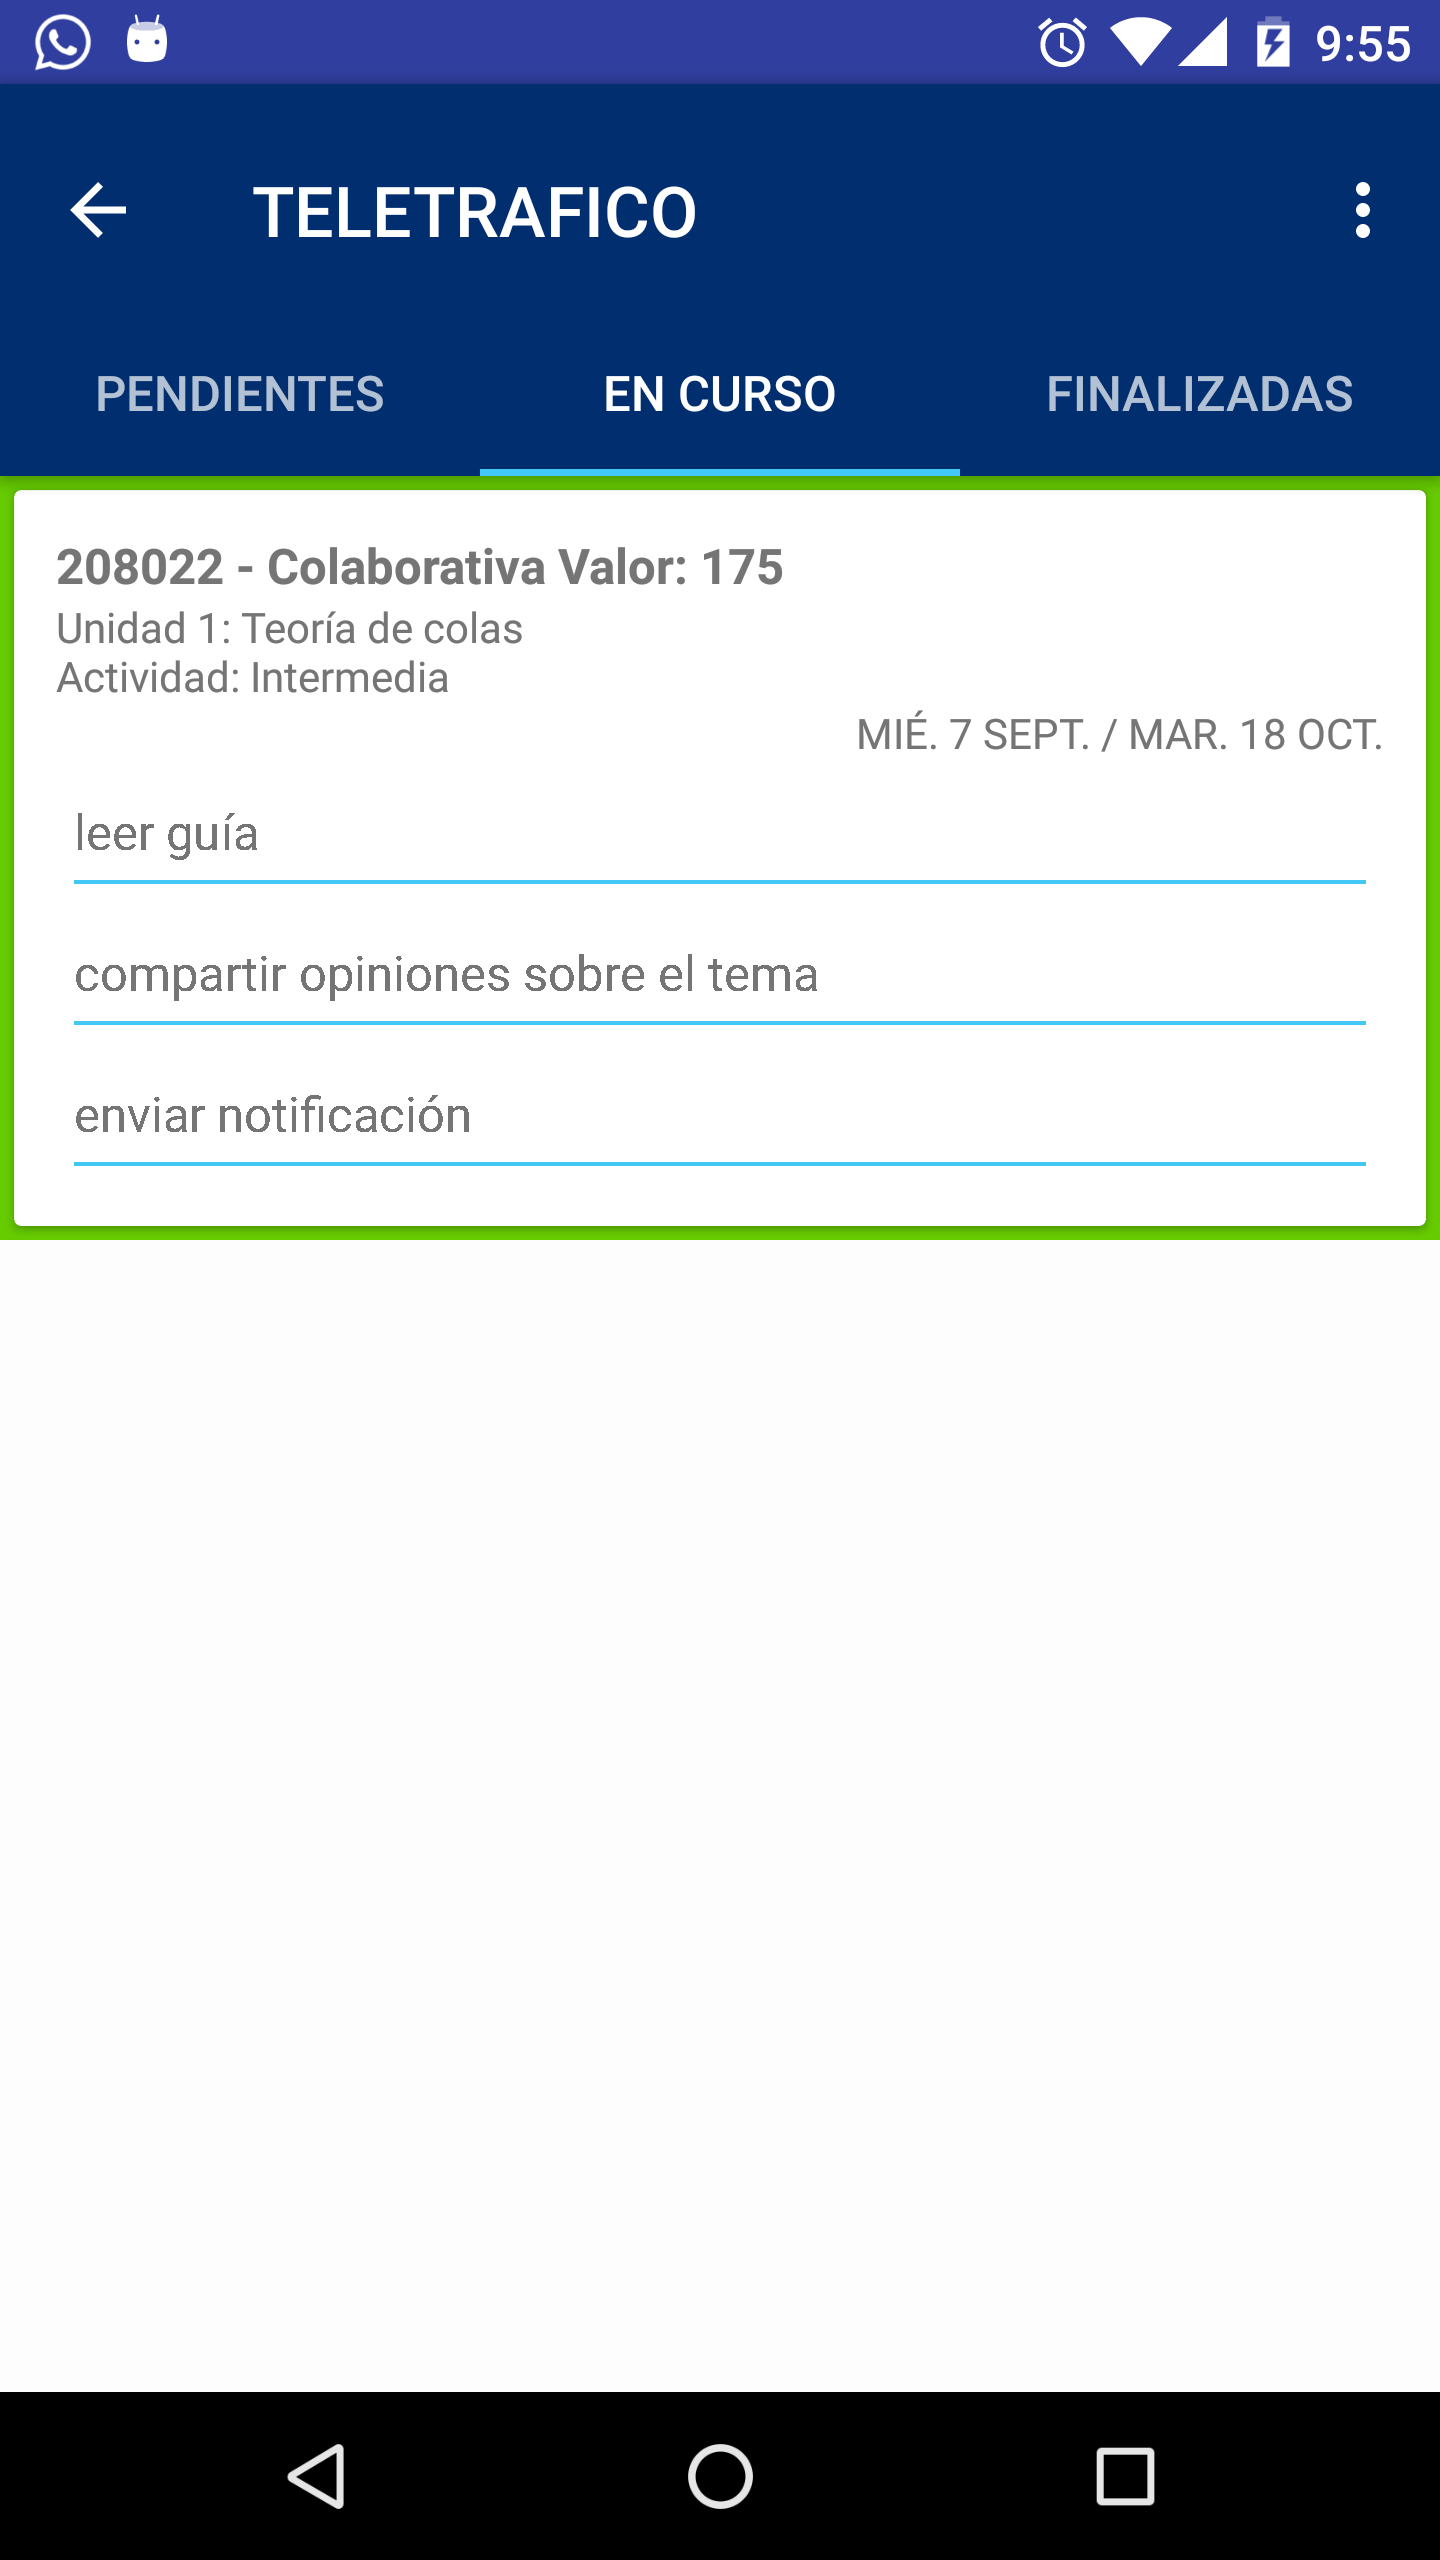 9:55
TELETRAFICO
PENDIENTES EN CURSO FINALIZADAS
208022 - Colaborativa Valor: 175
Unidad 1: Teoría de colas
Actividad: Intermedia
MIÉ. 7 SEPT. / MAR. 18 OCT.
leer guía
compartir opiniones sobre el tema
enviar notificación